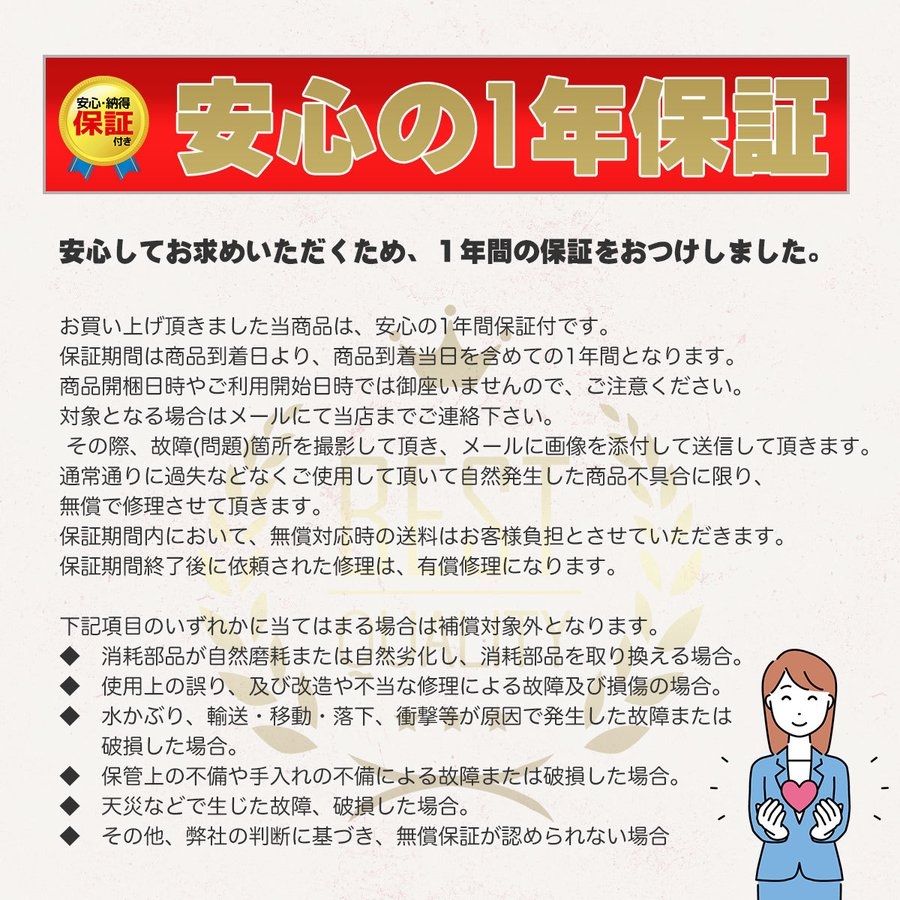 安心・納得
保証
付き
安心の1年保証
安心してお求めいただくため、１年間の保証をおつけしました。
お買い上げ頂きました当商品は、安心の1年間保証付です。
保証期間は商品到着日より、商品到着当日を含めての1年間となります。
商品開梱日時やご利用開始日時では御座いませんので、ご注意ください。
対象となる場合はメールにて当店までご連絡下さい。
その際、故障(問題)箇所を撮影して頂き、メールに画像を添付して送信して頂きます。
通常通りに過失などなくご使用して頂いて自然発生した商品不具合に限り、
無償で修理させて頂きます。
保証期間内において、無償対応時の送料はお客様負担とさせていただきます。
保証期間終了後に依頼された修理は、有償修理になります。
BEST
QUALITY
下記項目のいずれかに当てはまる場合は補償対象外となります。
◆ 消耗部品が自然磨耗または自然劣化し、消耗部品を取り換える場合。
◆ 使用上の誤り、及び改造や不当な修理による故障及び損傷の場合。
◆ 水かぶり、輸送・移動・落下、衝撃等が原因で発生した故障または
破損した場合。
◆ 保管上の不備や手入れの不備による故障または破損した場合。
◆ 天災などで生じた故障、破損した場合。
◆ その他、弊社の判断に基づき、無償保証が認められない場合